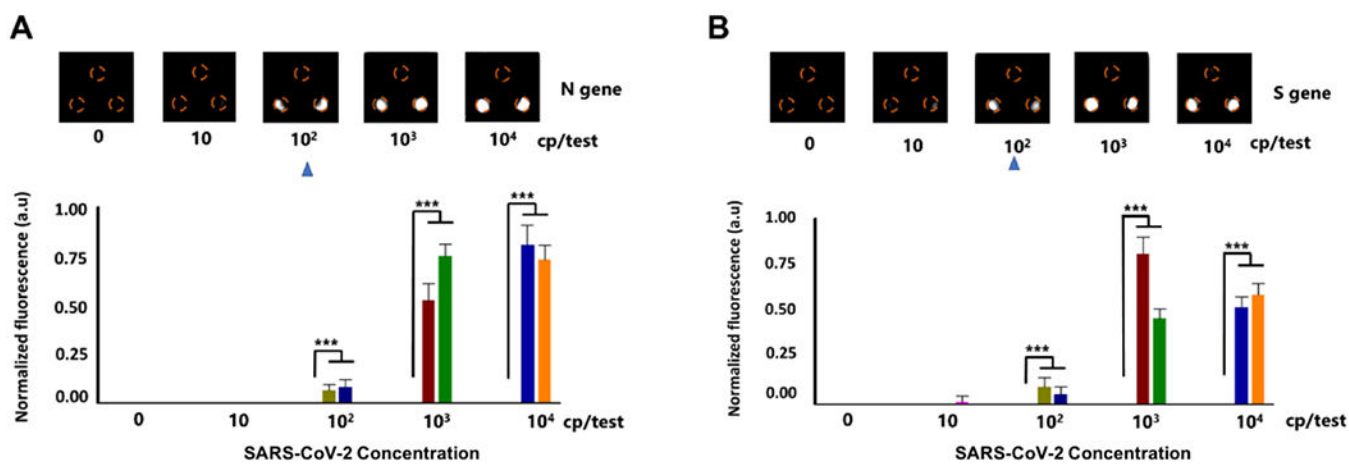 A
N gene
0 10 10² 10³ 10⁴ cp/test
Normalized fluorescence (a.u)
1.00
0.75
0.50
0.25
0.00
***
***
***
0 10 10² 10³ 10⁴ cp/test
SARS-CoV-2 Concentration
B
S gene
0 10 10² 10³ 10⁴ cp/test
Normalized fluorescence (a.u)
1.00
0.75
0.50
0.25
0.00
***
***
***
0 10 10² 10³ 10⁴ cp/test
SARS-CoV-2 Concentration